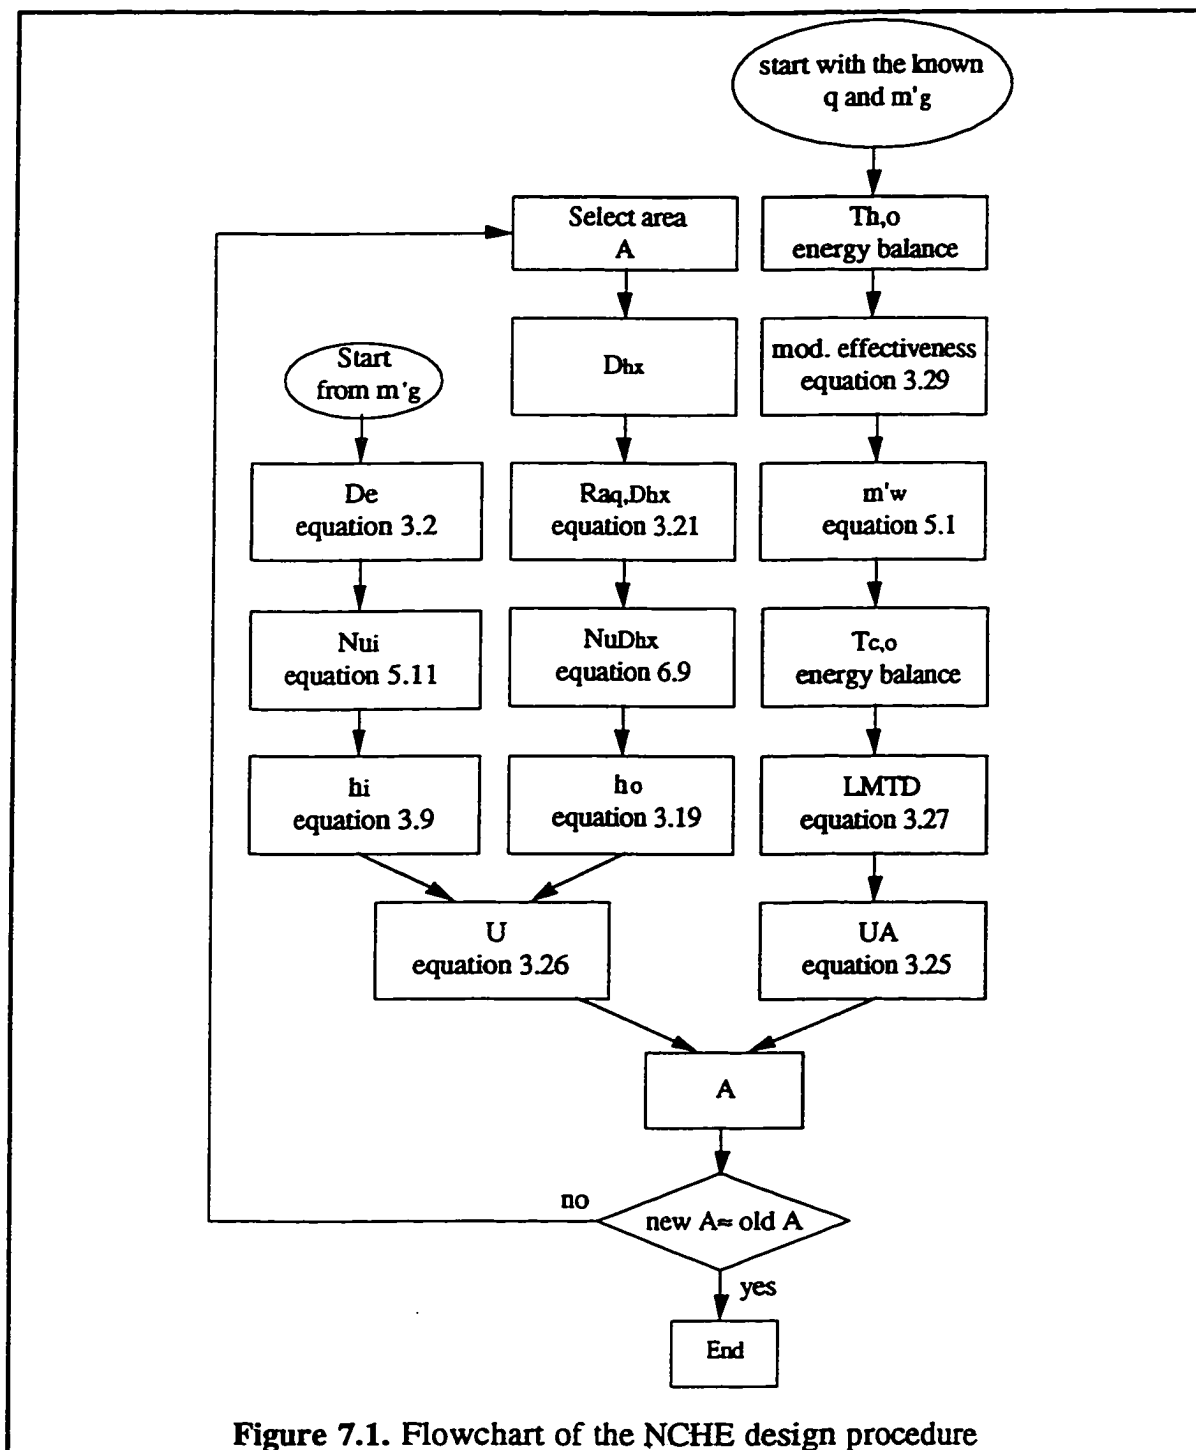 start with the known
q and m'g
Select area
A
Th,o
energy balance
Dhx
mod. effectiveness
equation 3.29
Start
from m'g
De
equation 3.2
Raq,Dhx
equation 3.21
m'w
equation 5.1
Nui
equation 5.11
NuDhx
equation 6.9
Tc,o
energy balance
hi
equation 3.9
ho
equation 3.19
LMTD
equation 3.27
U
equation 3.26
UA
equation 3.25
A
no
new A≈ old A
yes
End
Figure 7.1. Flowchart of the NCHE design procedure